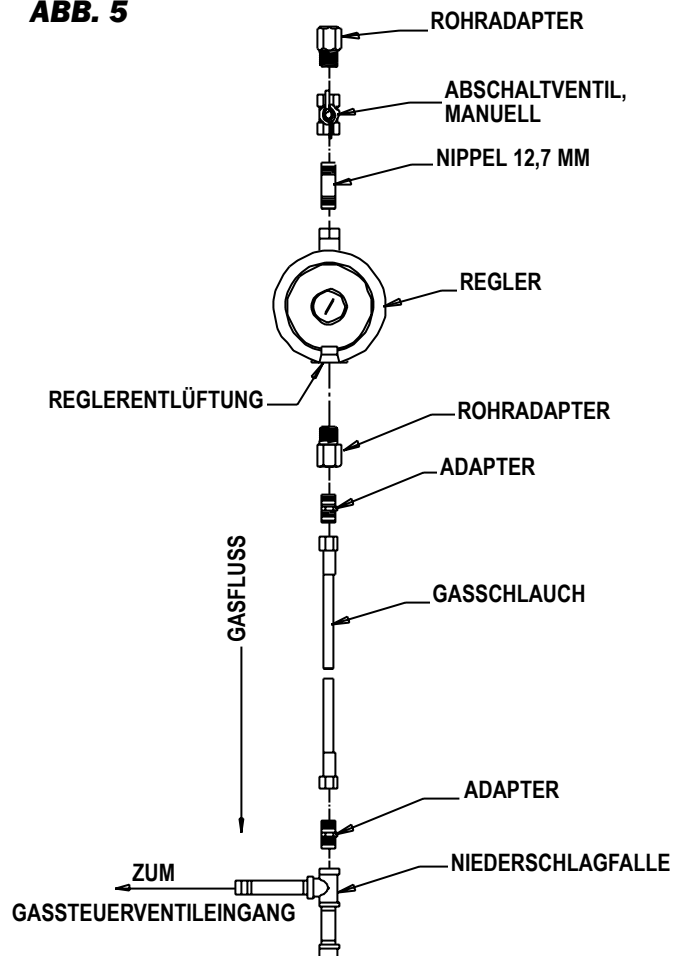 ABB. 5
ROHRADAPTER
ABSCHALTVENTIL,
MANUELL
NIPPEL 12,7 MM
REGLER
REGLERENTLÜFTUNG
ROHRADAPTER
ADAPTER
GASFLUSS
GASSCHLAUCH
ADAPTER
NIEDERSCHLAGFALLE
ZUM
GASSTEUERVENTILEINGANG